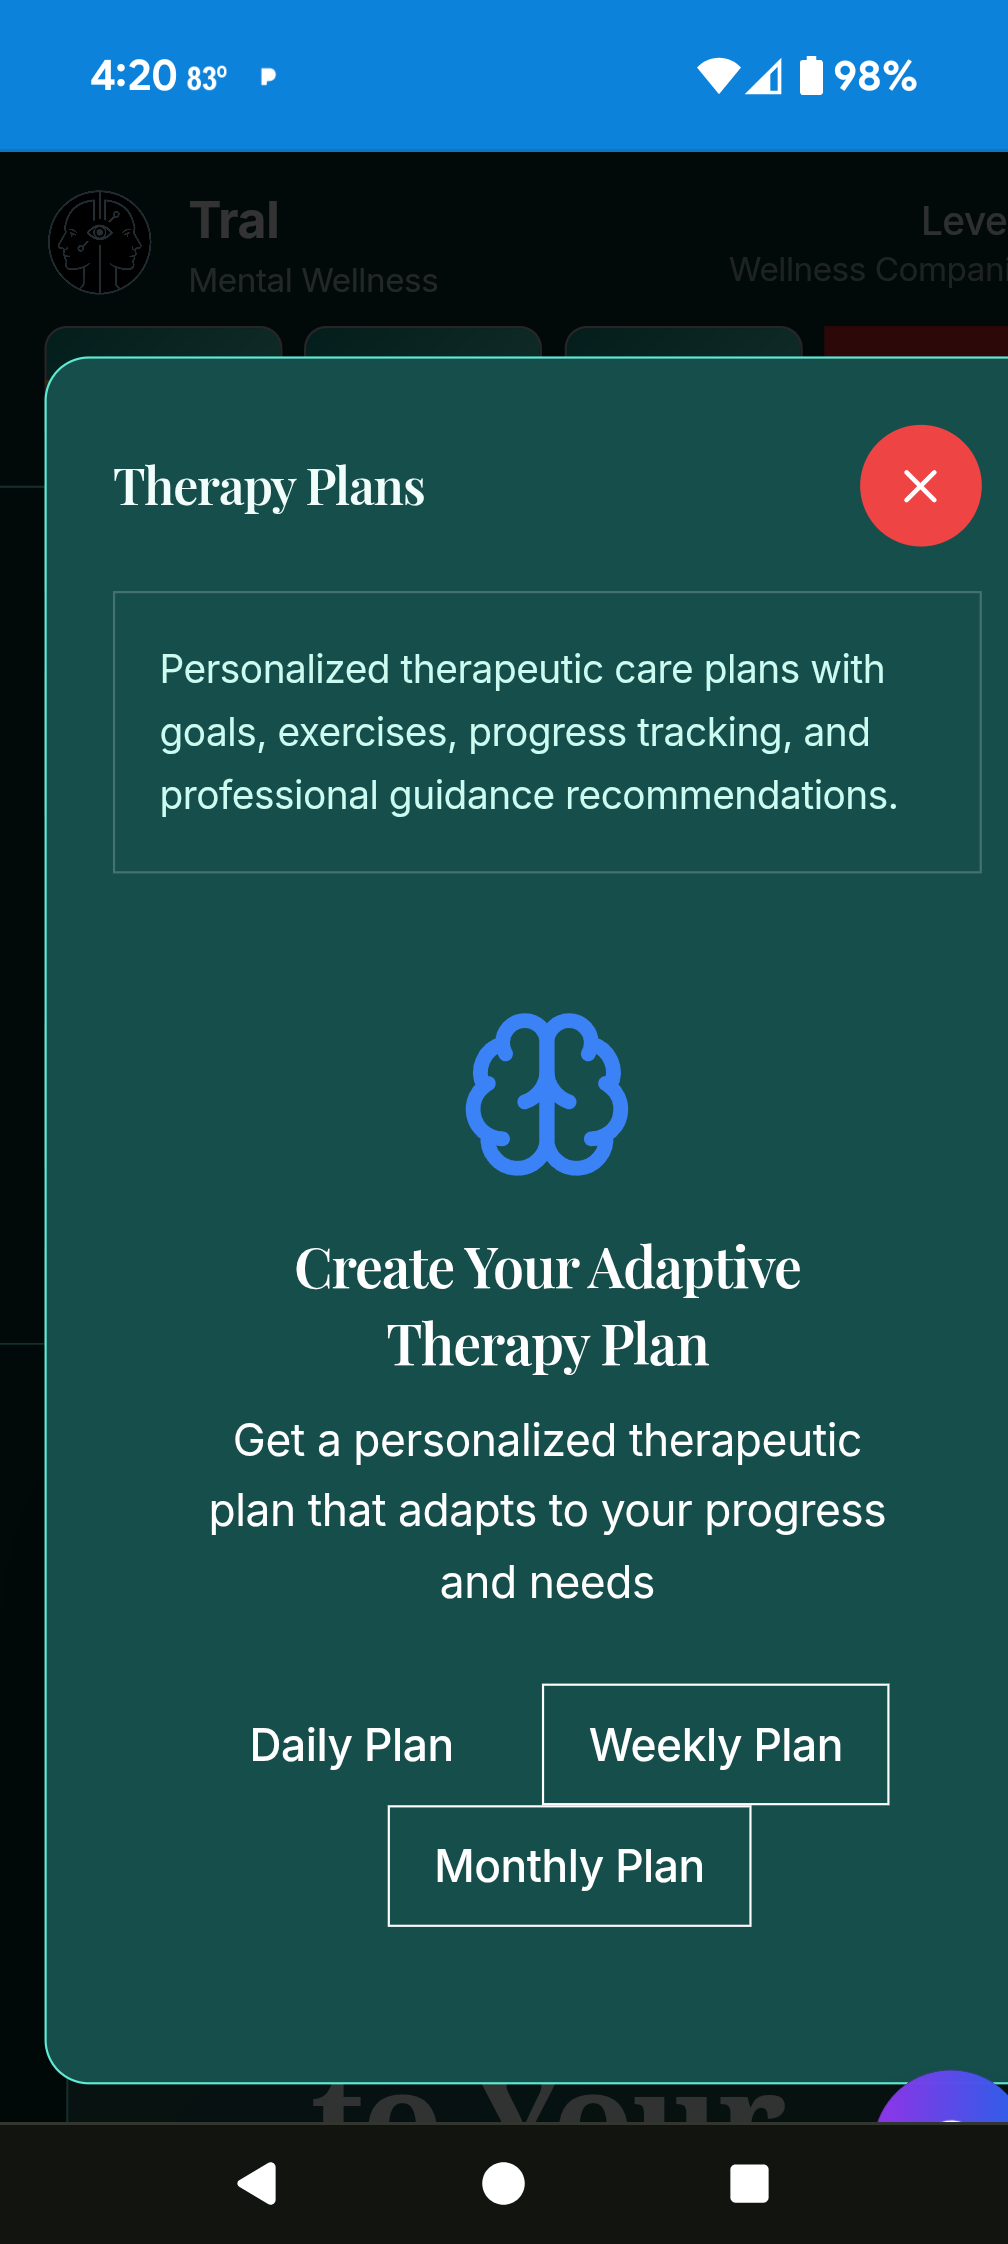 4:20 83° P 98%
Tral
Mental Wellness
Leve
Wellness Compani
Therapy Plans
Personalized therapeutic care plans with
goals, exercises, progress tracking, and
professional guidance recommendations.
Create Your Adaptive
Therapy Plan
Get a personalized therapeutic
plan that adapts to your progress
and needs
Daily Plan Weekly Plan
Monthly Plan
to Your